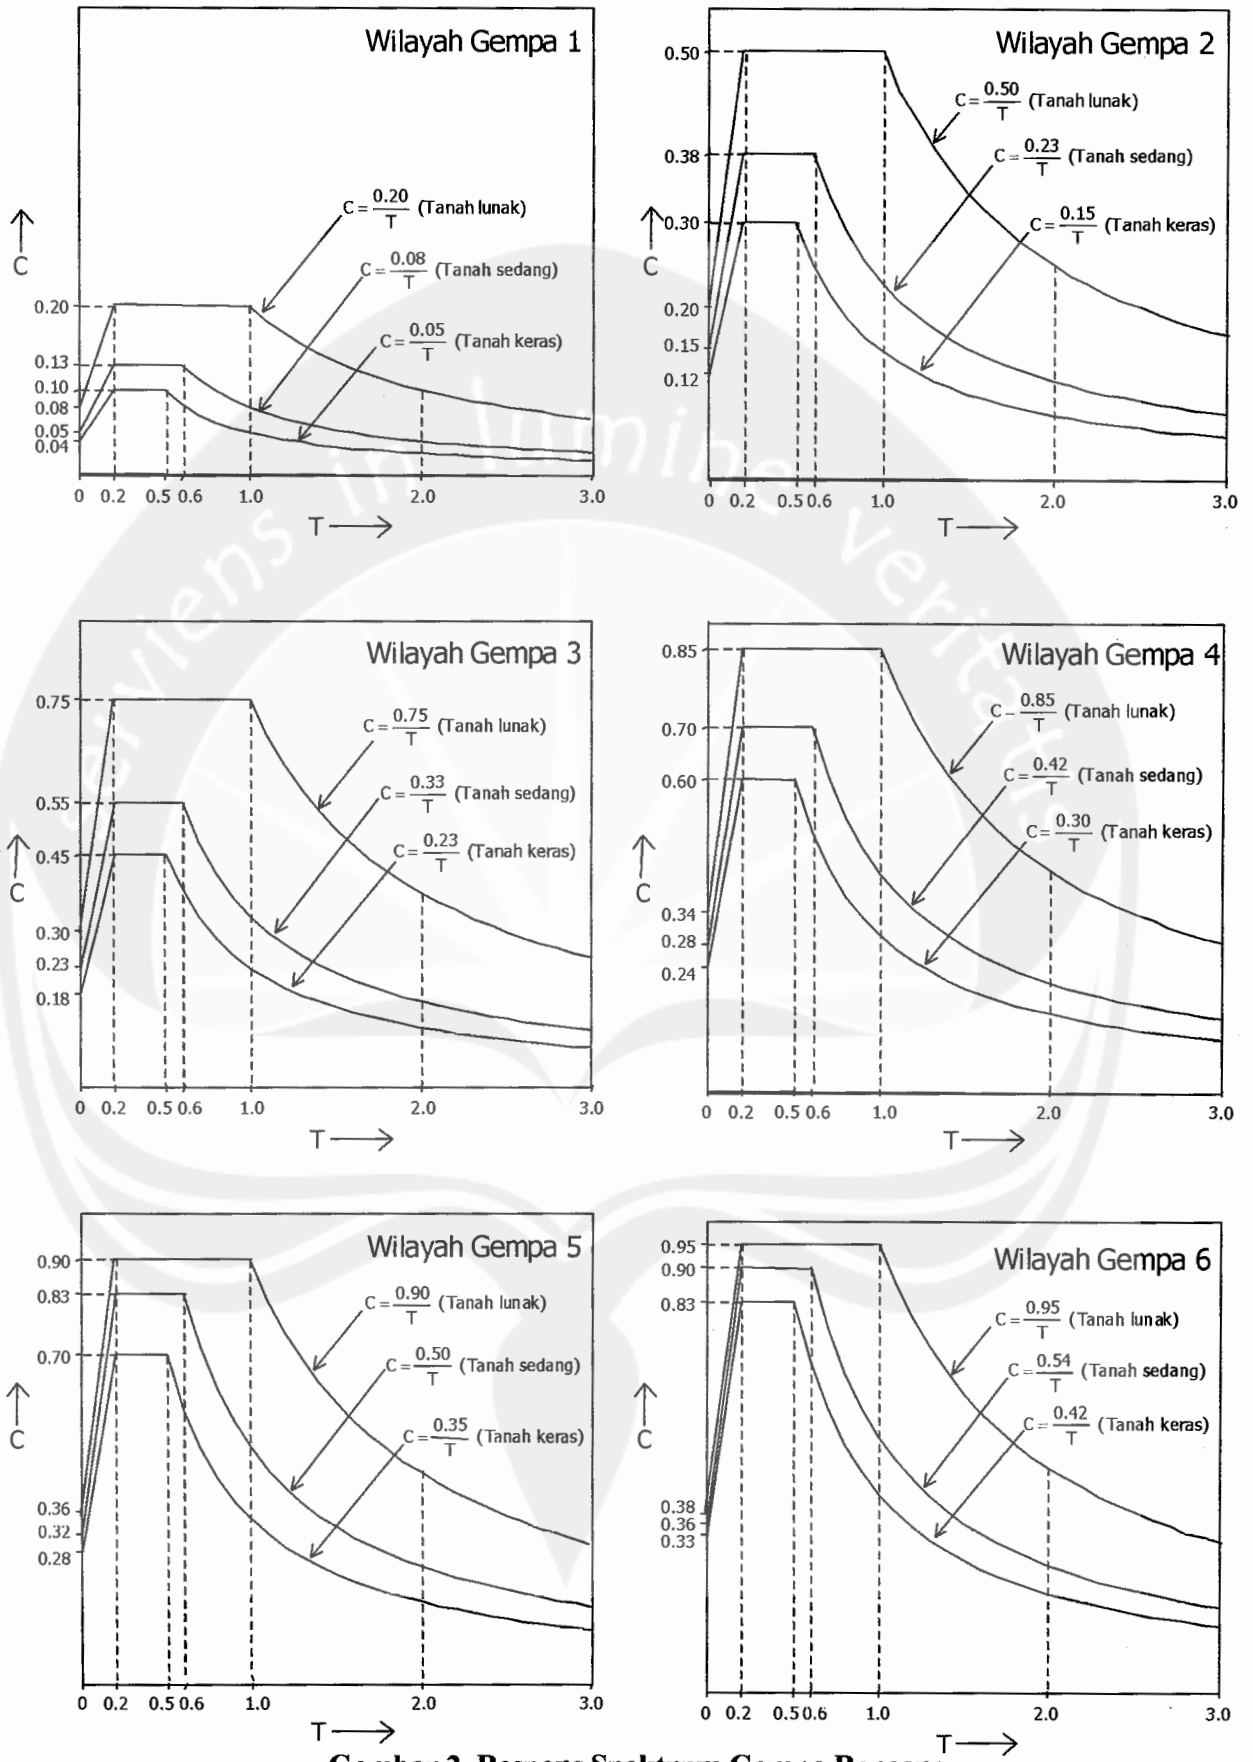 Wilayah Gempa 1
C = 0.20/T (Tanah lunak)
C = 0.08/T (Tanah sedang)
C = 0.05/T (Tanah keras)
C
0.20
0.13
0.10
0.08
0.05
0.04
0 0.2 0.5 0.6 1.0 2.0 3.0
T
Wilayah Gempa 2
C = 0.50/T (Tanah lunak)
C = 0.23/T (Tanah sedang)
C = 0.15/T (Tanah keras)
C
0.50
0.38
0.30
0.20
0.15
0.12
0 0.2 0.5 0.6 1.0 2.0 3.0
T
Wilayah Gempa 3
C = 0.75/T (Tanah lunak)
C = 0.33/T (Tanah sedang)
C = 0.23/T (Tanah keras)
C
0.75
0.55
0.45
0.30
0.23
0.18
0 0.2 0.5 0.6 1.0 2.0 3.0
T
Wilayah Gempa 4
C = 0.85/T (Tanah lunak)
C = 0.42/T (Tanah sedang)
C = 0.30/T (Tanah keras)
C
0.85
0.70
0.60
0.34
0.28
0.24
0 0.2 0.5 0.6 1.0 2.0 3.0
T
Wilayah Gempa 5
C = 0.90/T (Tanah lunak)
C = 0.50/T (Tanah sedang)
C = 0.35/T (Tanah keras)
C
0.90
0.83
0.70
0.36
0.32
0.28
0 0.2 0.5 0.6 1.0 2.0 3.0
T
Wilayah Gempa 6
C = 0.95/T (Tanah lunak)
C = 0.54/T (Tanah sedang)
C = 0.42/T (Tanah keras)
C
0.95
0.90
0.83
0.38
0.36
0.33
0 0.2 0.5 0.6 1.0 2.0 3.0
T
serviens in lumine veritatis
Gambar 2. Respons Spektrum Gempa